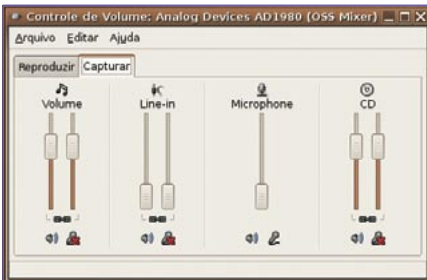 Controle de Volume: Analog Devices AD1980 (OSS Mixer)
Arquivo Editar Ajuda
Reproduzir Capturar
Volume Line-in Microphone CD